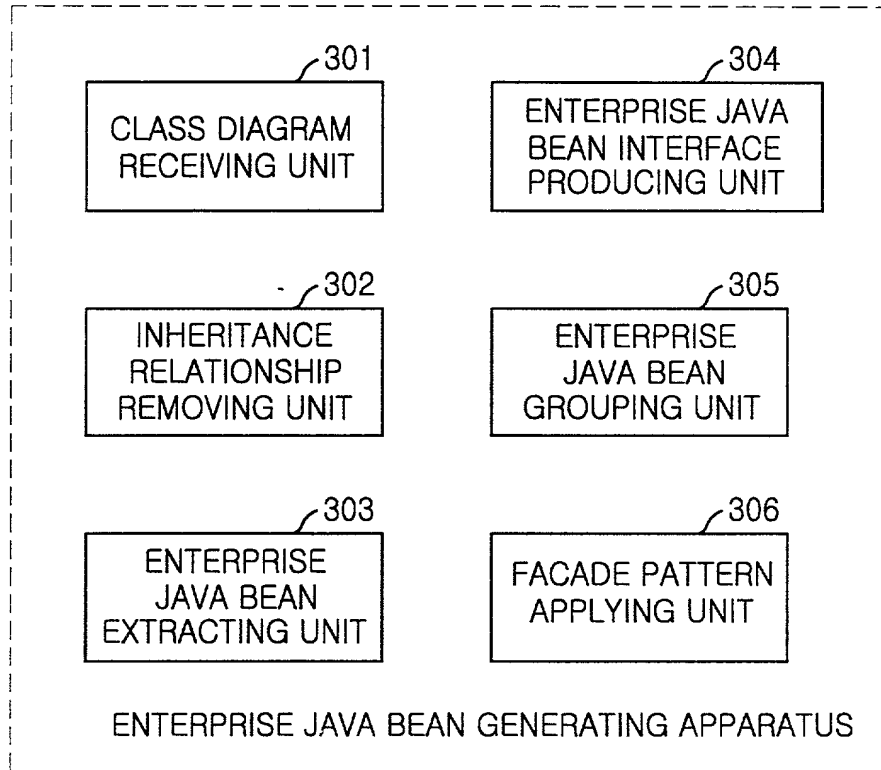 301
CLASS DIAGRAM
RECEIVING UNIT
304
ENTERPRISE JAVA
BEAN INTERFACE
PRODUCING UNIT
302
INHERITANCE
RELATIONSHIP
REMOVING UNIT
305
ENTERPRISE
JAVA BEAN
GROUPING UNIT
303
ENTERPRISE
JAVA BEAN
EXTRACTING UNIT
306
FACADE PATTERN
APPLYING UNIT
ENTERPRISE JAVA BEAN GENERATING APPARATUS